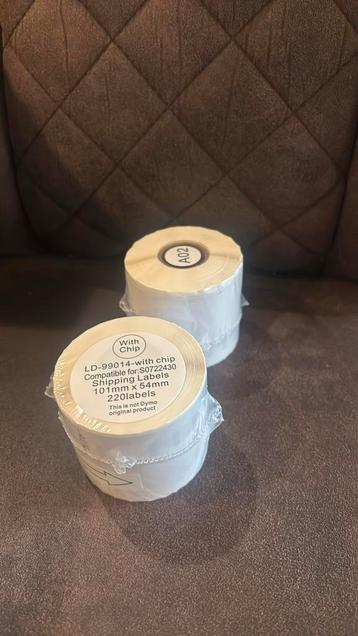 A02
With
Chip
LD-99014-with chip
Compatible for:S0722430
Shipping Labels
101mm x 54mm
220labels
This is not Dymo
original product